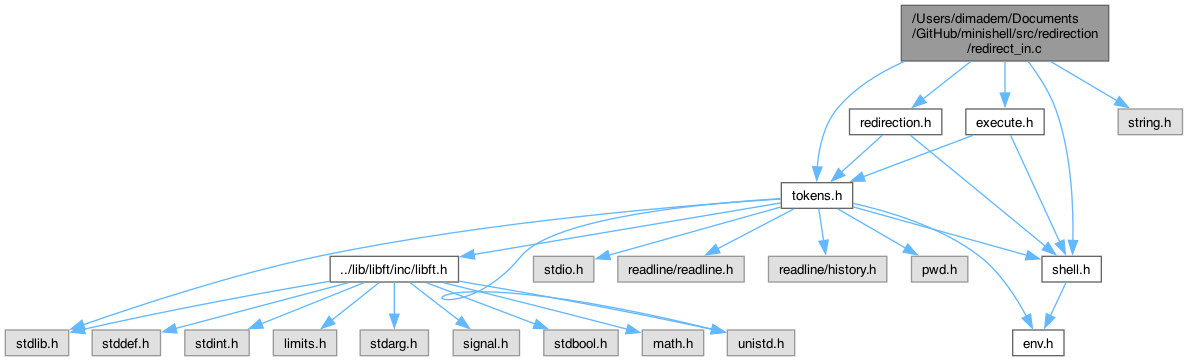 /Users/dimadem/Documents
/GitHub/minishell/src/redirection
/redirect_in.c
redirection.h
execute.h
string.h
tokens.h
../lib/libft/inc/libft.h
stdio.h
readline/readline.h
readline/history.h
pwd.h
shell.h
stdlib.h
stddef.h
stdint.h
limits.h
stdarg.h
signal.h
stdbool.h
math.h
unistd.h
env.h